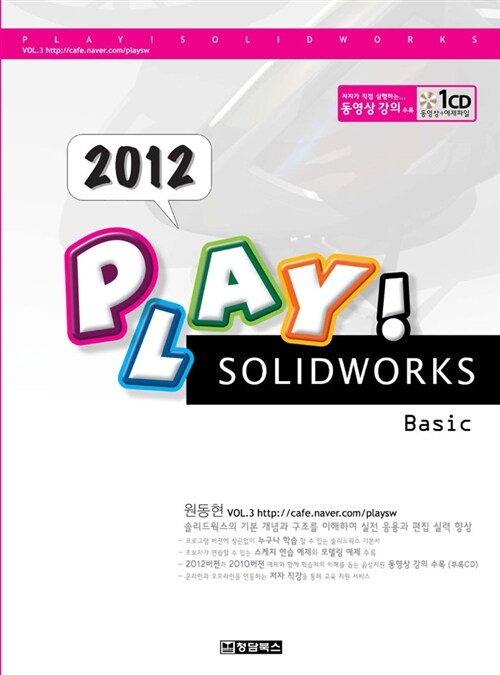 PLAY!SOLIDWORKS
VOL.3 http://cafe.naver.com/playsw
저자가 직접 실행하는...
동영상 강의 수록
1CD
동영상+예제파일
2012
PLAY!
SOLIDWORKS
Basic
원동현 VOL.3 http://cafe.naver.com/playsw
솔리드웍스의 기본 개념과 구조를 이해하여 실전 응용과 편집 실력 향상
- 프로그램 버전에 상관없이 누구나 학습 할 수 있는 솔리드웍스 기본서
- 초보자가 연습할 수 있는 스케치 연습 예제와 모델링 예제 수록
- 2012버전과 2010버전 예제와 함께 학습자의 이해를 돕는 음성지원 동영상 강의 수록 (부록CD)
- 온라인과 오프라인을 연동하는 저자 직강을 통해 교육 지원 서비스
청담북스